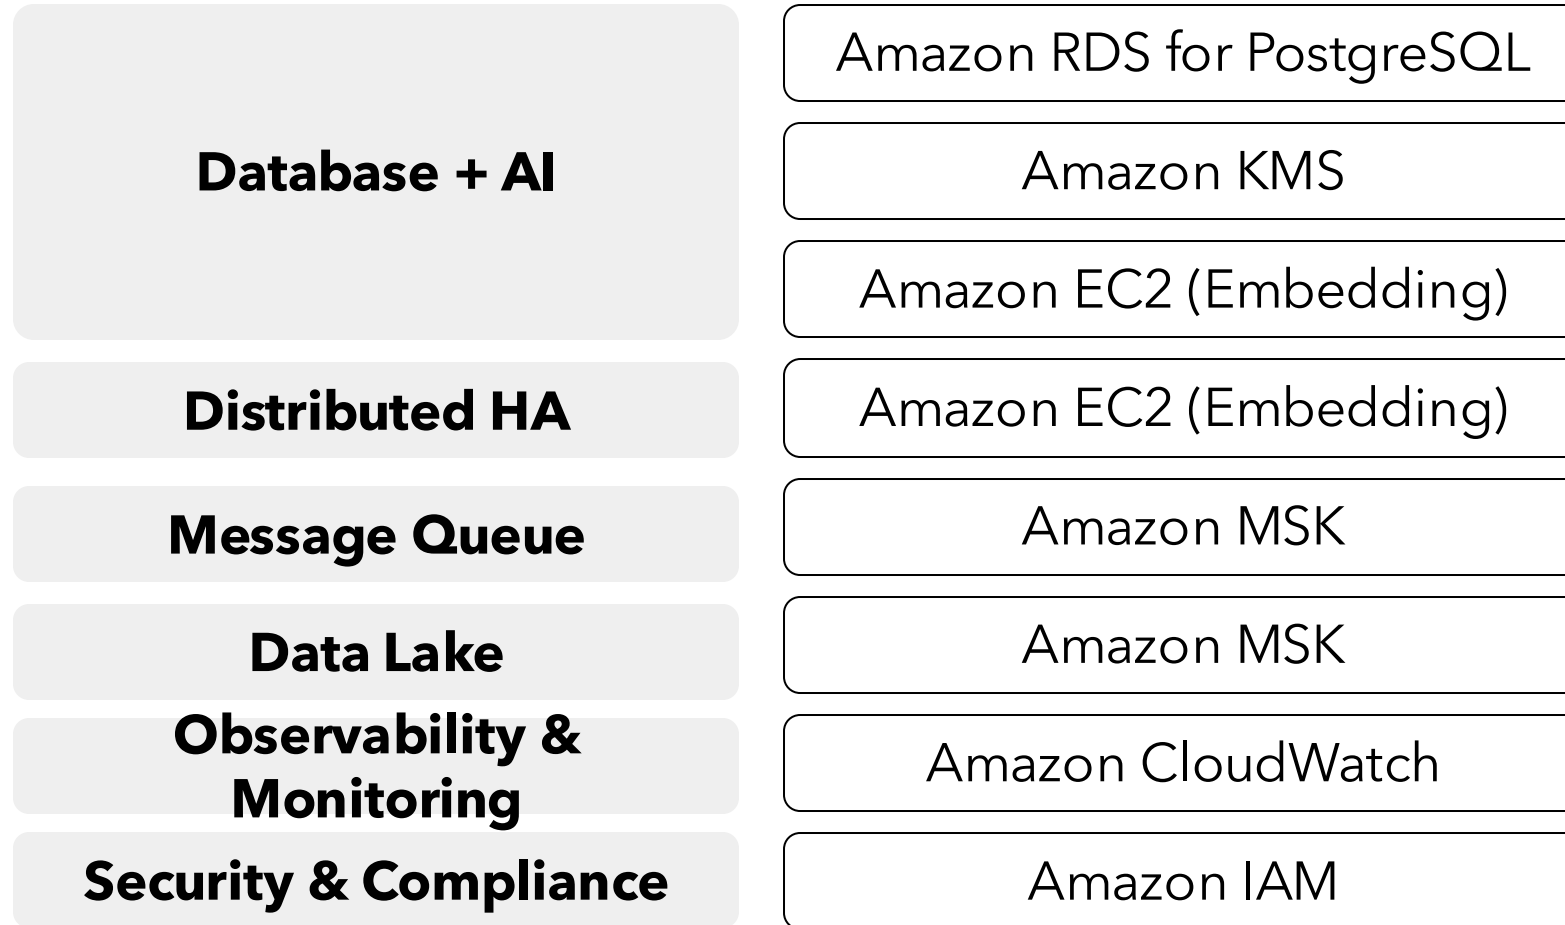 Database + AI
Amazon RDS for PostgreSQL
Amazon KMS
Amazon EC2 (Embedding)
Distributed HA
Amazon EC2 (Embedding)
Message Queue
Amazon MSK
Data Lake
Amazon MSK
Observability &
Monitoring
Amazon CloudWatch
Security & Compliance
Amazon IAM